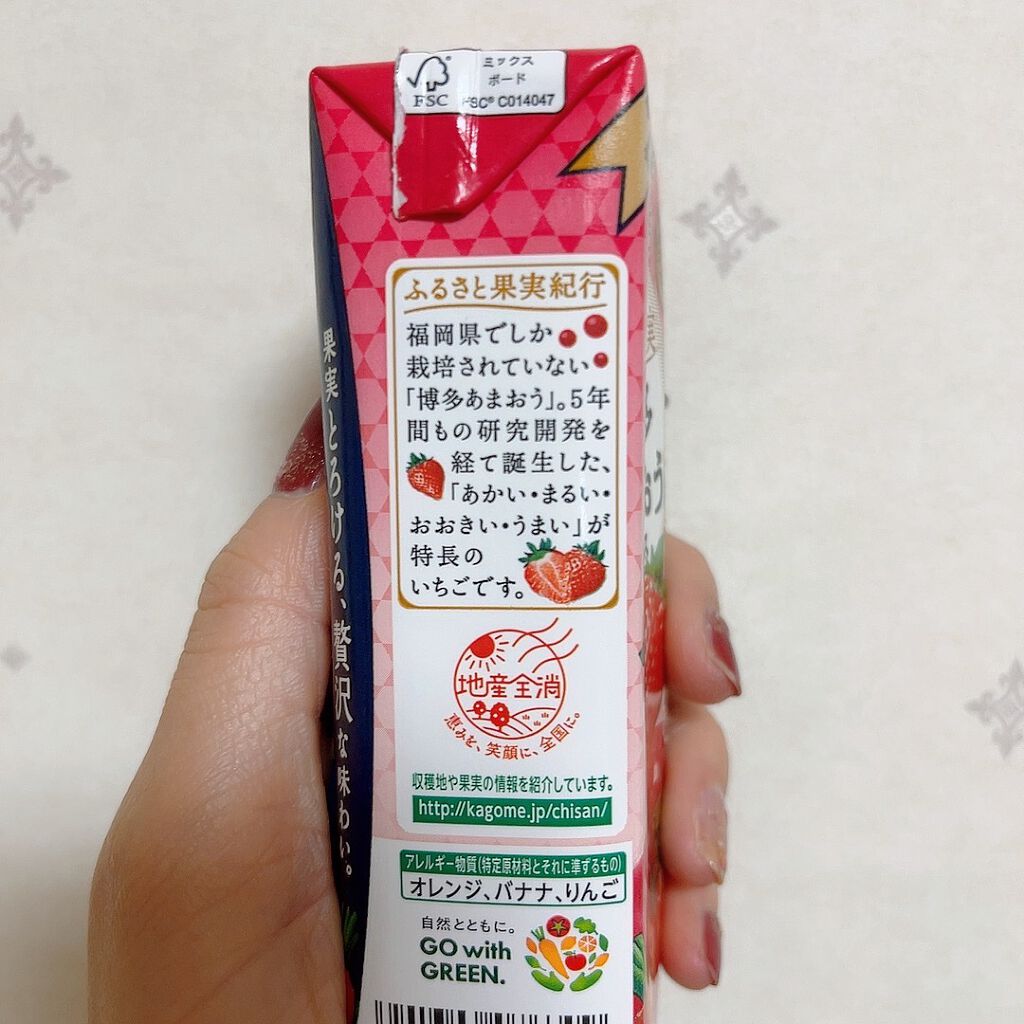 FSC
ミックス
ボード
FSC® C014047
ふるさと果実紀行
福岡県でしか
栽培されていない
「博多あまおう」。5年
間もの研究開発を
経て誕生した、
「あかい・まるい・
おおきい・うまい」が
特長の
いちごです。
地産全消
恵みを、笑顔に、全国に。
収穫地や果実の情報を紹介しています。
http://kagome.jp/chisan/
アレルギー物質(特定原材料とそれに準ずるもの)
オレンジ、バナナ、りんご
自然とともに。
GO with
GREEN.
果実とろける、贅沢な味わい。